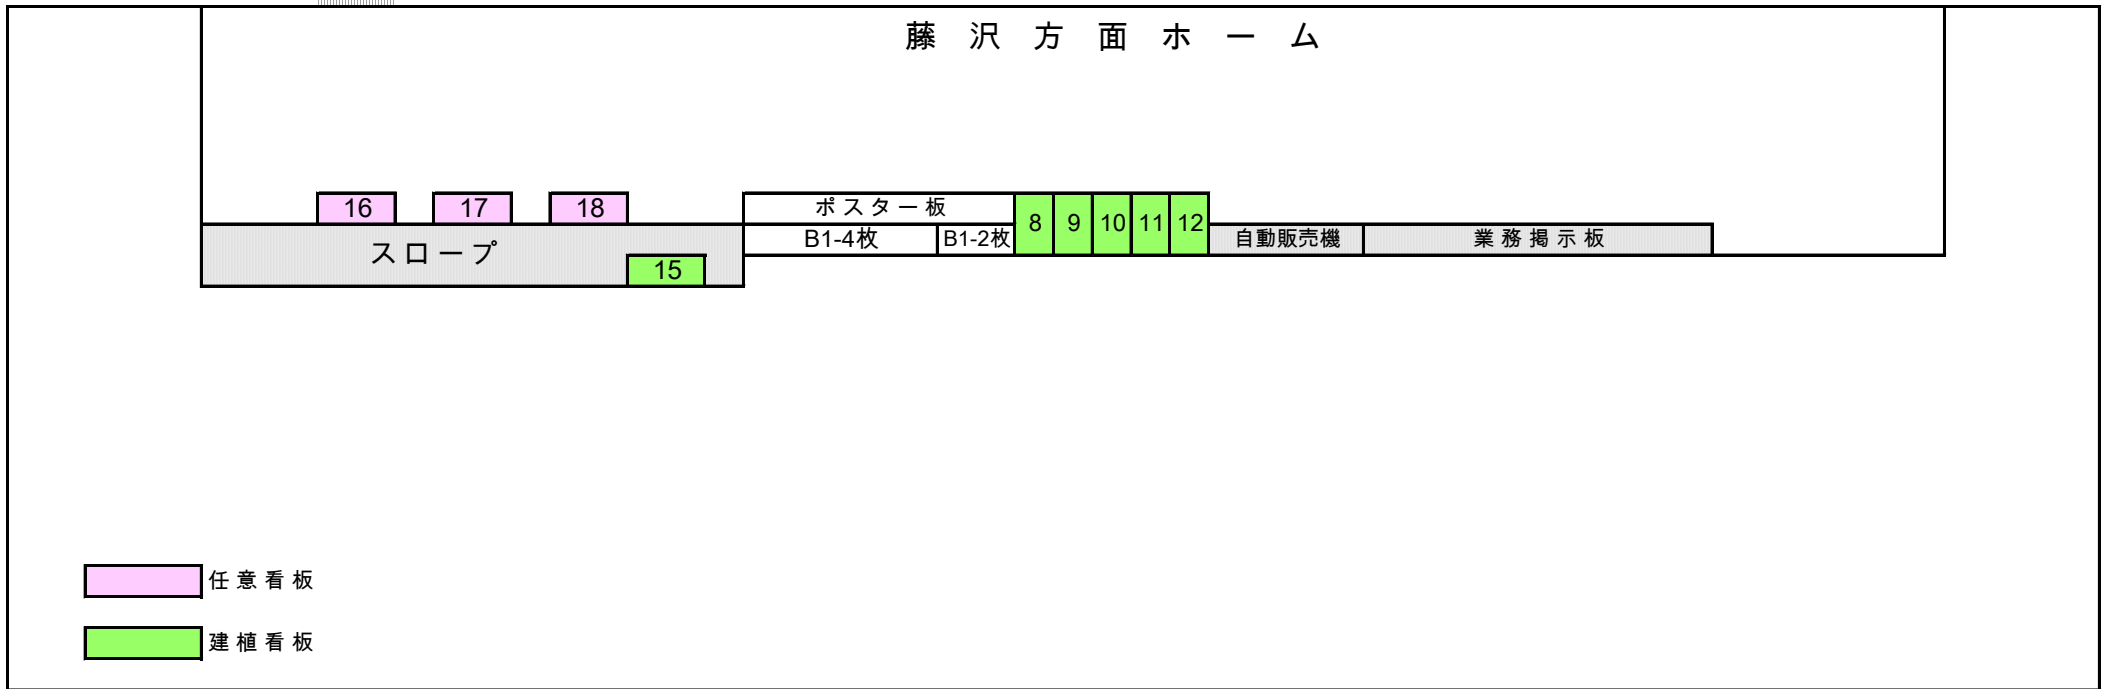 藤沢方面ホーム
16 17 18 ポスター板 8 9 10 11 12
B1-4枚 B1-2枚 自動販売機 業務掲示板
スロープ
15
任意看板
建植看板